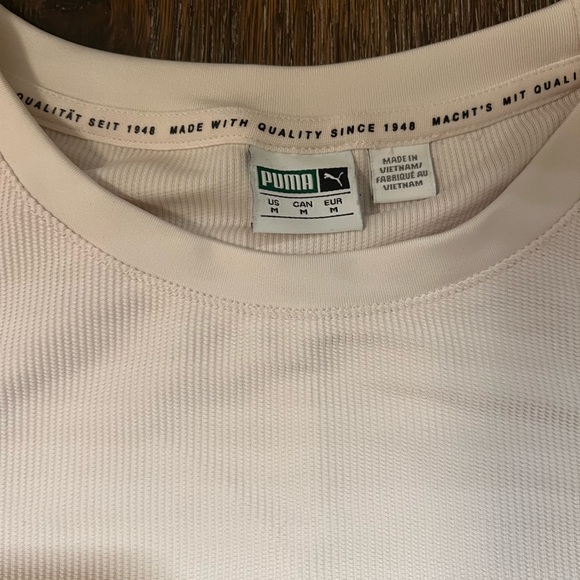 QUALITÄT SEIT 1948 MADE WITH QUALITY SINCE 1948 MACHT'S MIT QUALI
PUMA
US CAN EUR
M M M
MADE IN
VIETNAM/
FABRIQUÉ AU
VIETNAM